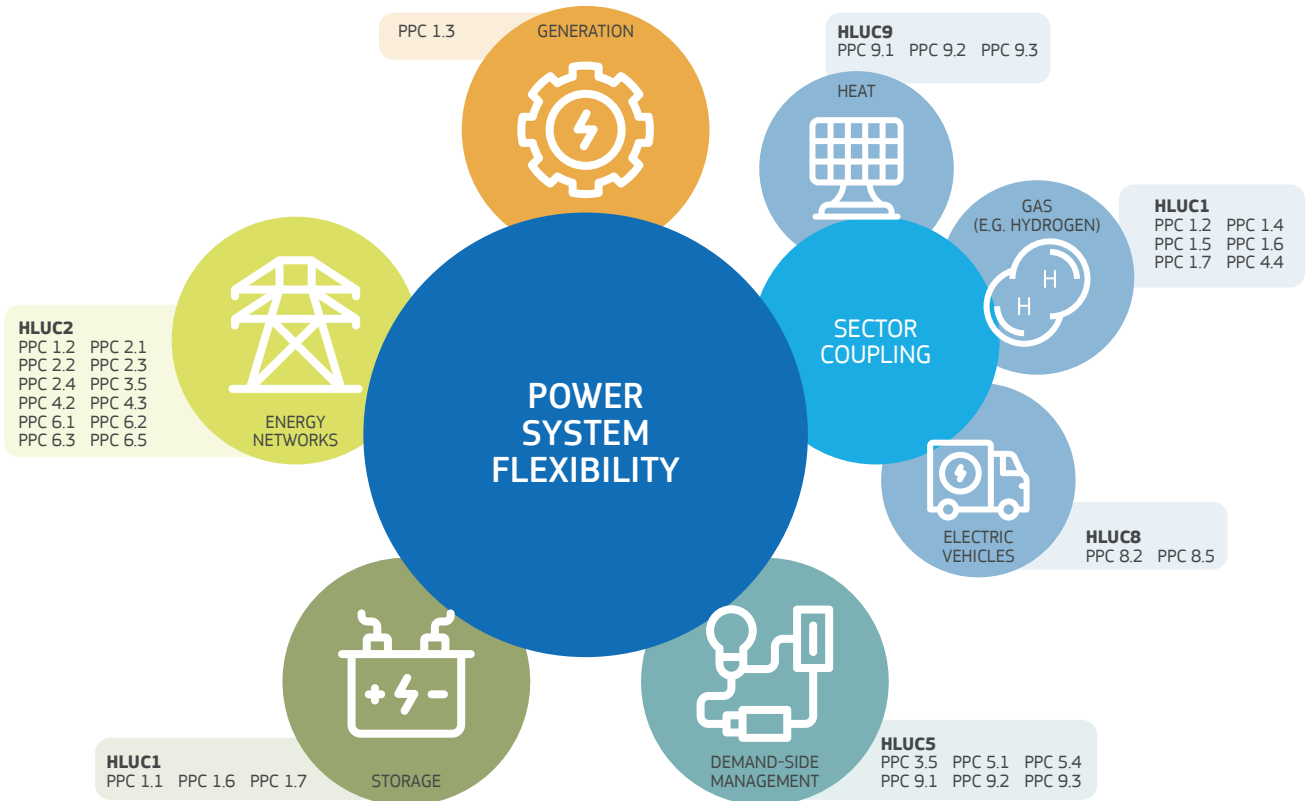 PPC 1.3
GENERATION
HLUC9
PPC 9.1 PPC 9.2 PPC 9.3
HEAT
GAS
(E.G. HYDROGEN)
H
H
HLUC1
PPC 1.2 PPC 1.4
PPC 1.5 PPC 1.6
PPC 1.7 PPC 4.4
SECTOR
COUPLING
HLUC2
PPC 1.2 PPC 2.1
PPC 2.2 PPC 2.3
PPC 2.4 PPC 3.5
PPC 4.2 PPC 4.3
PPC 6.1 PPC 6.2
PPC 6.3 PPC 6.5
ENERGY
NETWORKS
POWER
SYSTEM
FLEXIBILITY
ELECTRIC
VEHICLES
HLUC8
PPC 8.2 PPC 8.5
HLUC1
PPC 1.1 PPC 1.6 PPC 1.7
STORAGE
DEMAND-SIDE
MANAGEMENT
HLUC5
PPC 3.5 PPC 5.1 PPC 5.4
PPC 9.1 PPC 9.2 PPC 9.3